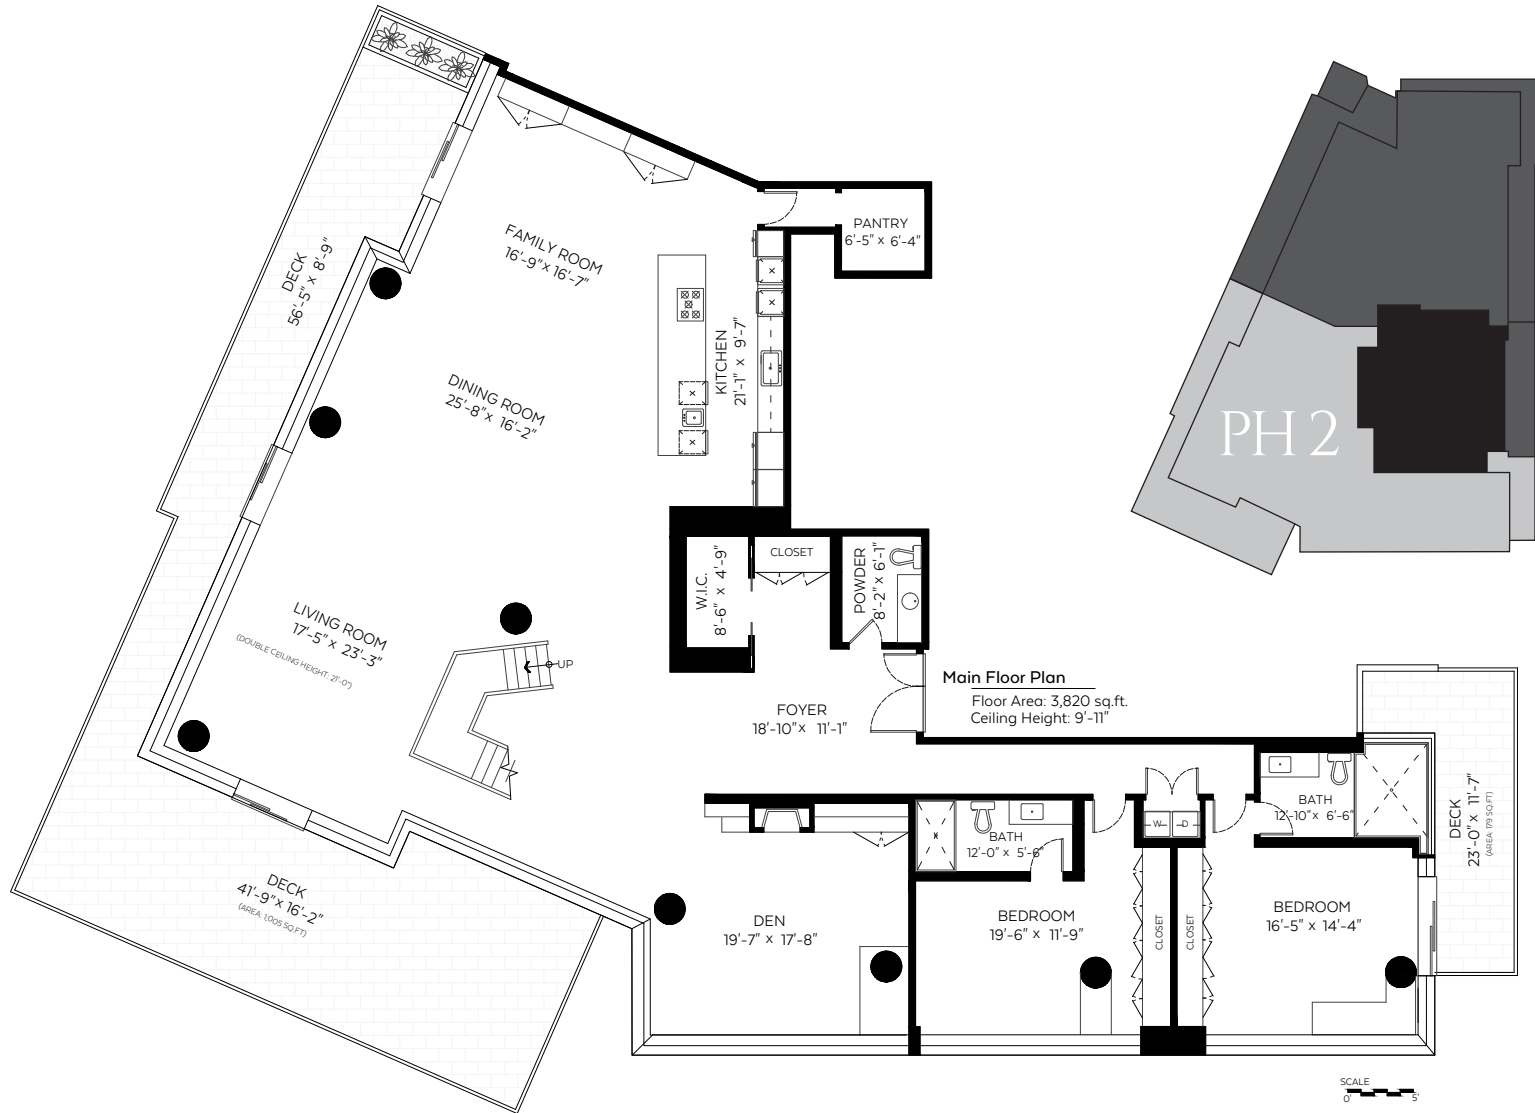 PANTRY
6'-5" x 6'-4"
FAMILY ROOM
16'-9" x 16'-7"
DECK
56'-5" x 8'-9"
KITCHEN
21'-1" x 9'-7"
DINING ROOM
25'-8" x 16'-2"
PH 2
W.I.C.
8'-6" x 4'-9"
CLOSET
POWDER
8'-2" x 6'-1"
LIVING ROOM
17'-5" x 23'-3"
(DOUBLE CEILING HEIGHT: 21'-0")
UP
Main Floor Plan
Floor Area: 3,820 sq.ft.
Ceiling Height: 9'-11"
FOYER
18'-10" x 11'-1"
BATH
12'-10" x 6'-6"
DECK
23'-0" x 11'-7"
(AREA: 179 SQ.FT)
W
D
BATH
12'-0" x 5'-6"
DECK
41'-9" x 16'-2"
(AREA: 1,005 SQ.FT)
DEN
19'-7" x 17'-8"
BEDROOM
19'-6" x 11'-9"
CLOSET
CLOSET
BEDROOM
16'-5" x 14'-4"
SCALE
0' 5'